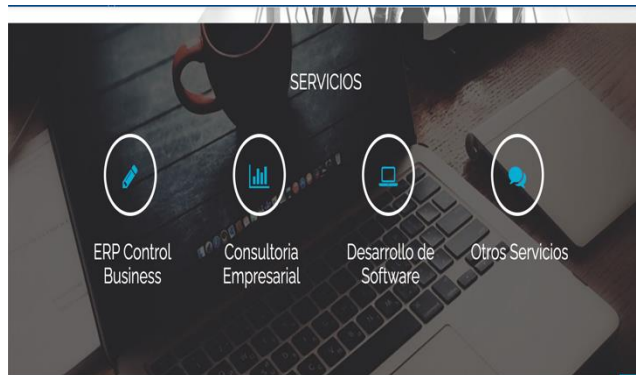 SERVICIOS
ERP Control
Business
Consultoria
Empresarial
Desarrollo de
Software
Otros Servicios